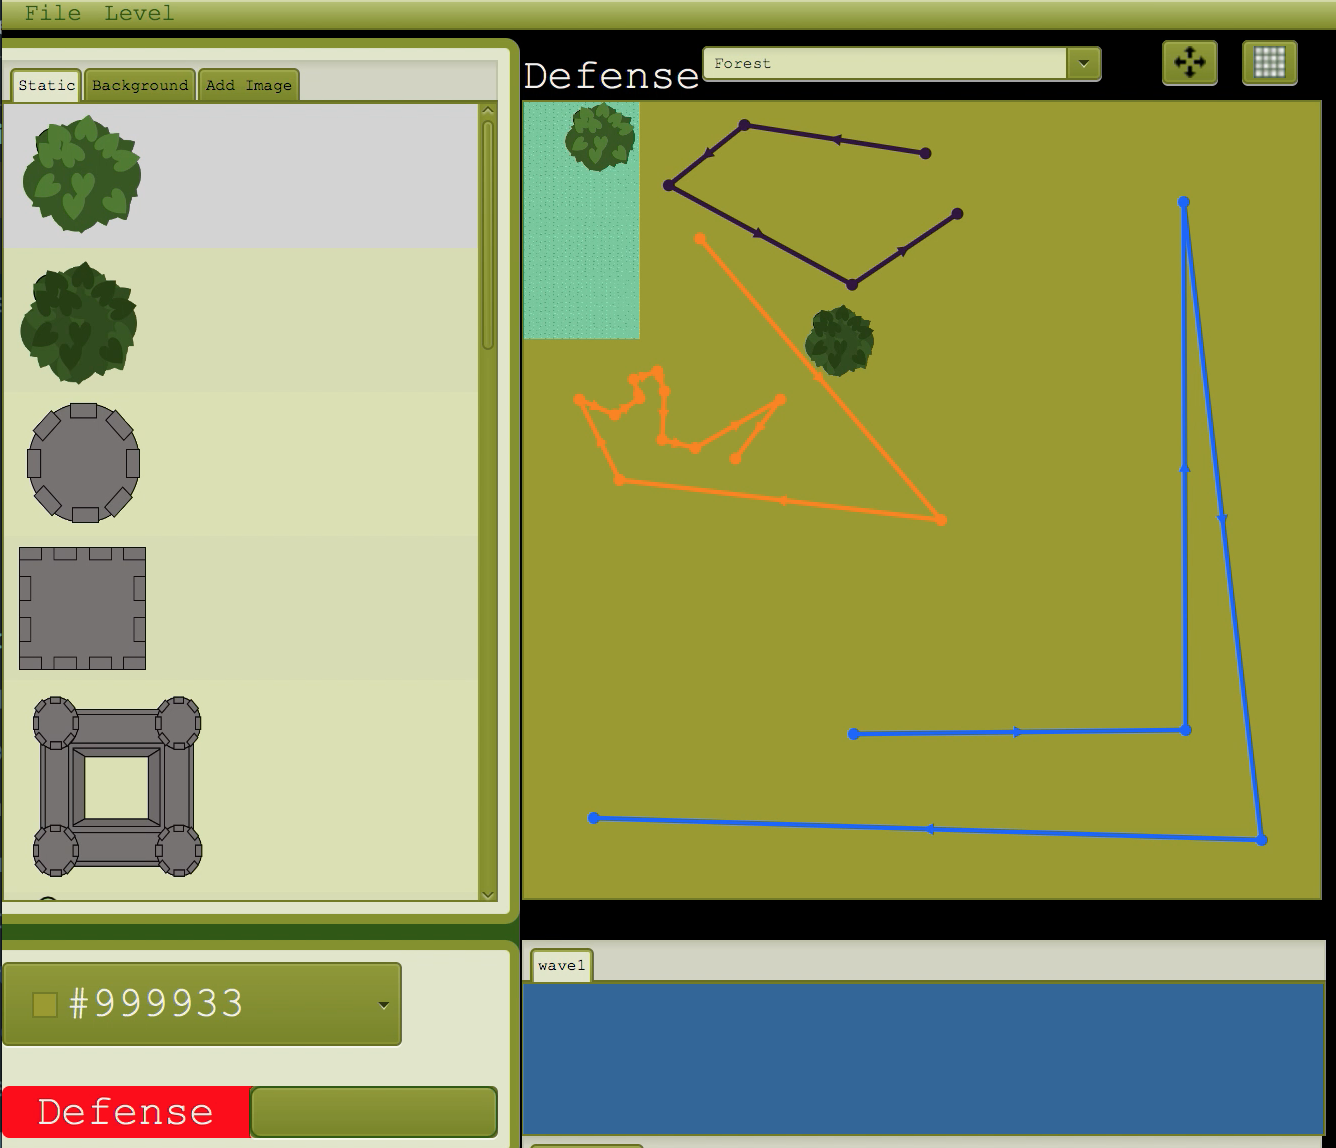 File Level
Static Background Add Image
Defense Forest
wave1
#999933
Defense